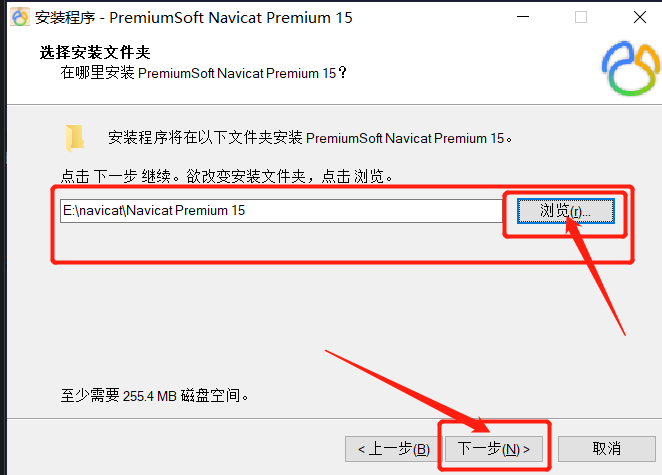 安装程序 - PremiumSoft Navicat Premium 15
选择安装文件夹
在哪里安装 PremiumSoft Navicat Premium 15？
安装程序将在以下文件夹安装 PremiumSoft Navicat Premium 15。
点击 下一步 继续。欲改变安装文件夹，点击 浏览。
E:\navicat\Navicat Premium 15 浏览(r)...
至少需要 255.4 MB 磁盘空间。
< 上一步(B) 下一步(N) > 取消